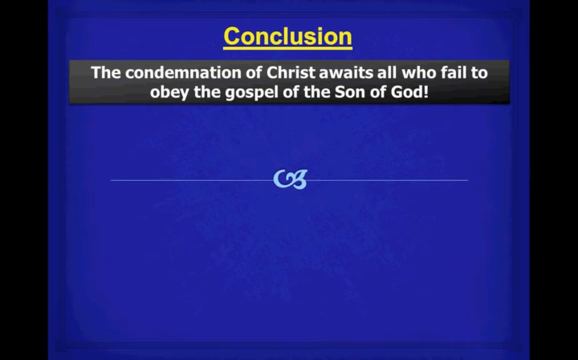 Conclusion
The condemnation of Christ awaits all who fail to
obey the gospel of the Son of God!